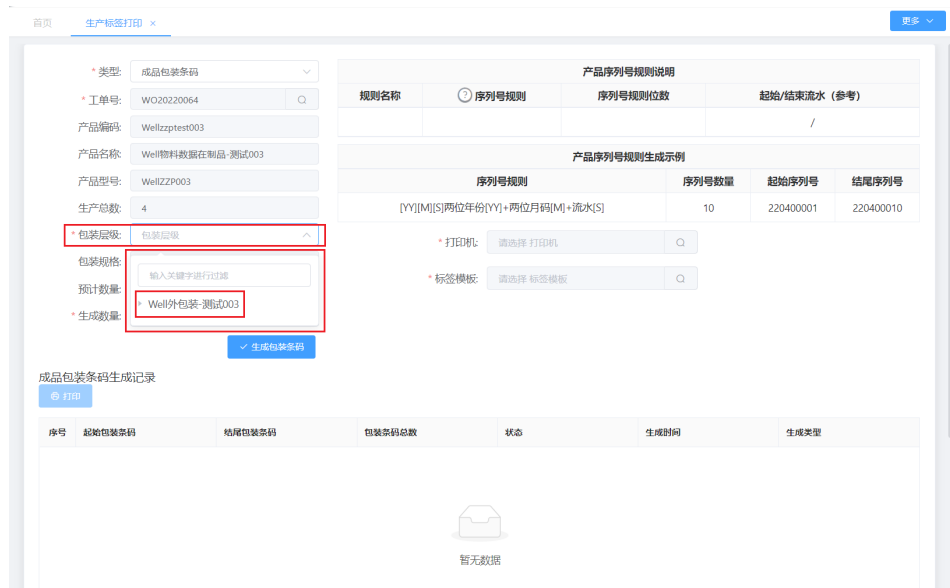 首页
生产标签打印 ×
更多
* 类型: 成品包装条码
* 工单号: WO20220064
产品编码: Wellzzptest003
产品名称: Well物料数据在制品-测试003
产品型号: WellZZP003
生产总数: 4
* 包装层级: 包装层级
包装规格:
预计数量:
* 生成数量:
输入关键字进行过滤
Well外包装-测试003
生成包装条码
产品序列号规则说明
规则名称 ? 序列号规则 序列号规则位数 起始/结束流水（参考）
/
产品序列号规则生成示例
序列号规则 序列号数量 起始序列号 结尾序列号
[YY][M][S]两位年份[YY]+两位月码[M]+流水[S] 10 220400001 220400010
* 打印机: 请选择 打印机
* 标签模板: 请选择 标签模板
成品包装条码生成记录
打印
序号 起始包装条码 结尾包装条码 包装条码总数 状态 生成时间 生成类型
暂无数据